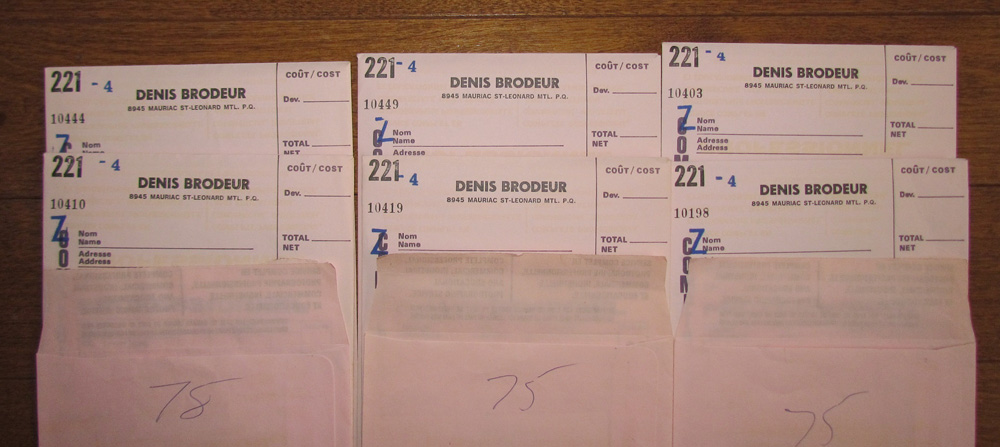 221 - 4
COÛT/COST
DENIS BRODEUR
Dev.
8945 MAURIAC ST-LEONARD MTL. P.Q.
10444
Z
Nom
TOTAL
NET
221 - 4
COÛT/COST
DENIS BRODEUR
Dev.
8945 MAURIAC ST-LEONARD MTL. P.Q.
10449
Z
Nom
Name
Adresse
TOTAL
NET
221 - 4
COÛT/COST
DENIS BRODEUR
Dev.
8945 MAURIAC ST-LEONARD MTL. P.Q.
10403
Z
Nom
Name
Adresse
Address
TOTAL
NET
221 - 4
COÛT/COST
DENIS BRODEUR
Dev.
8945 MAURIAC ST-LEONARD MTL. P.Q.
10410
Z
Nom
Name
Adresse
Address
TOTAL
NET
78
221 - 4
COÛT/COST
DENIS BRODEUR
Dev.
8945 MAURIAC ST-LEONARD MTL. P.Q.
10419
Z
Nom
Name
TOTAL
NET
75
221 - 4
COÛT/COST
DENIS BRODEUR
Dev.
8945 MAURIAC ST-LEONARD MTL. P.Q.
10198
Z
Nom
Name
TOTAL
NET
75